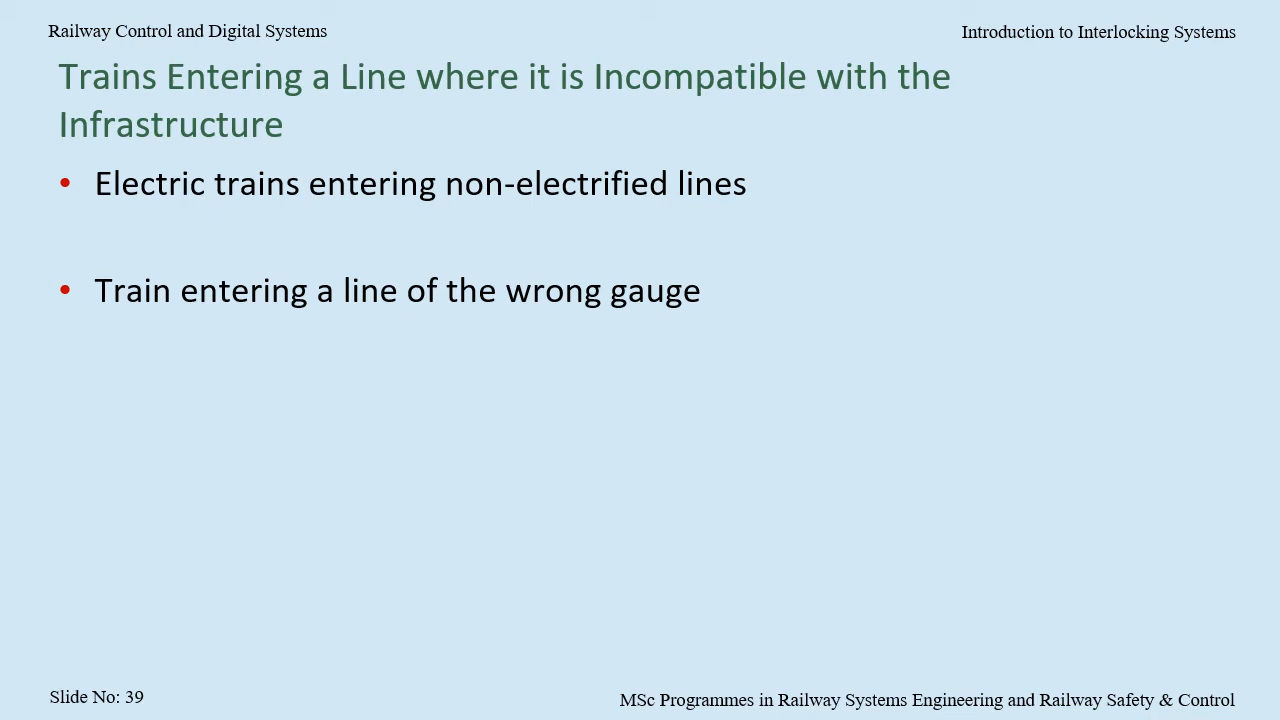 Railway Control and Digital Systems
Introduction to Interlocking Systems
Trains Entering a Line where it is Incompatible with the
Infrastructure
• Electric trains entering non-electrified lines
• Train entering a line of the wrong gauge
Slide No: 39
MSc Programmes in Railway Systems Engineering and Railway Safety & Control